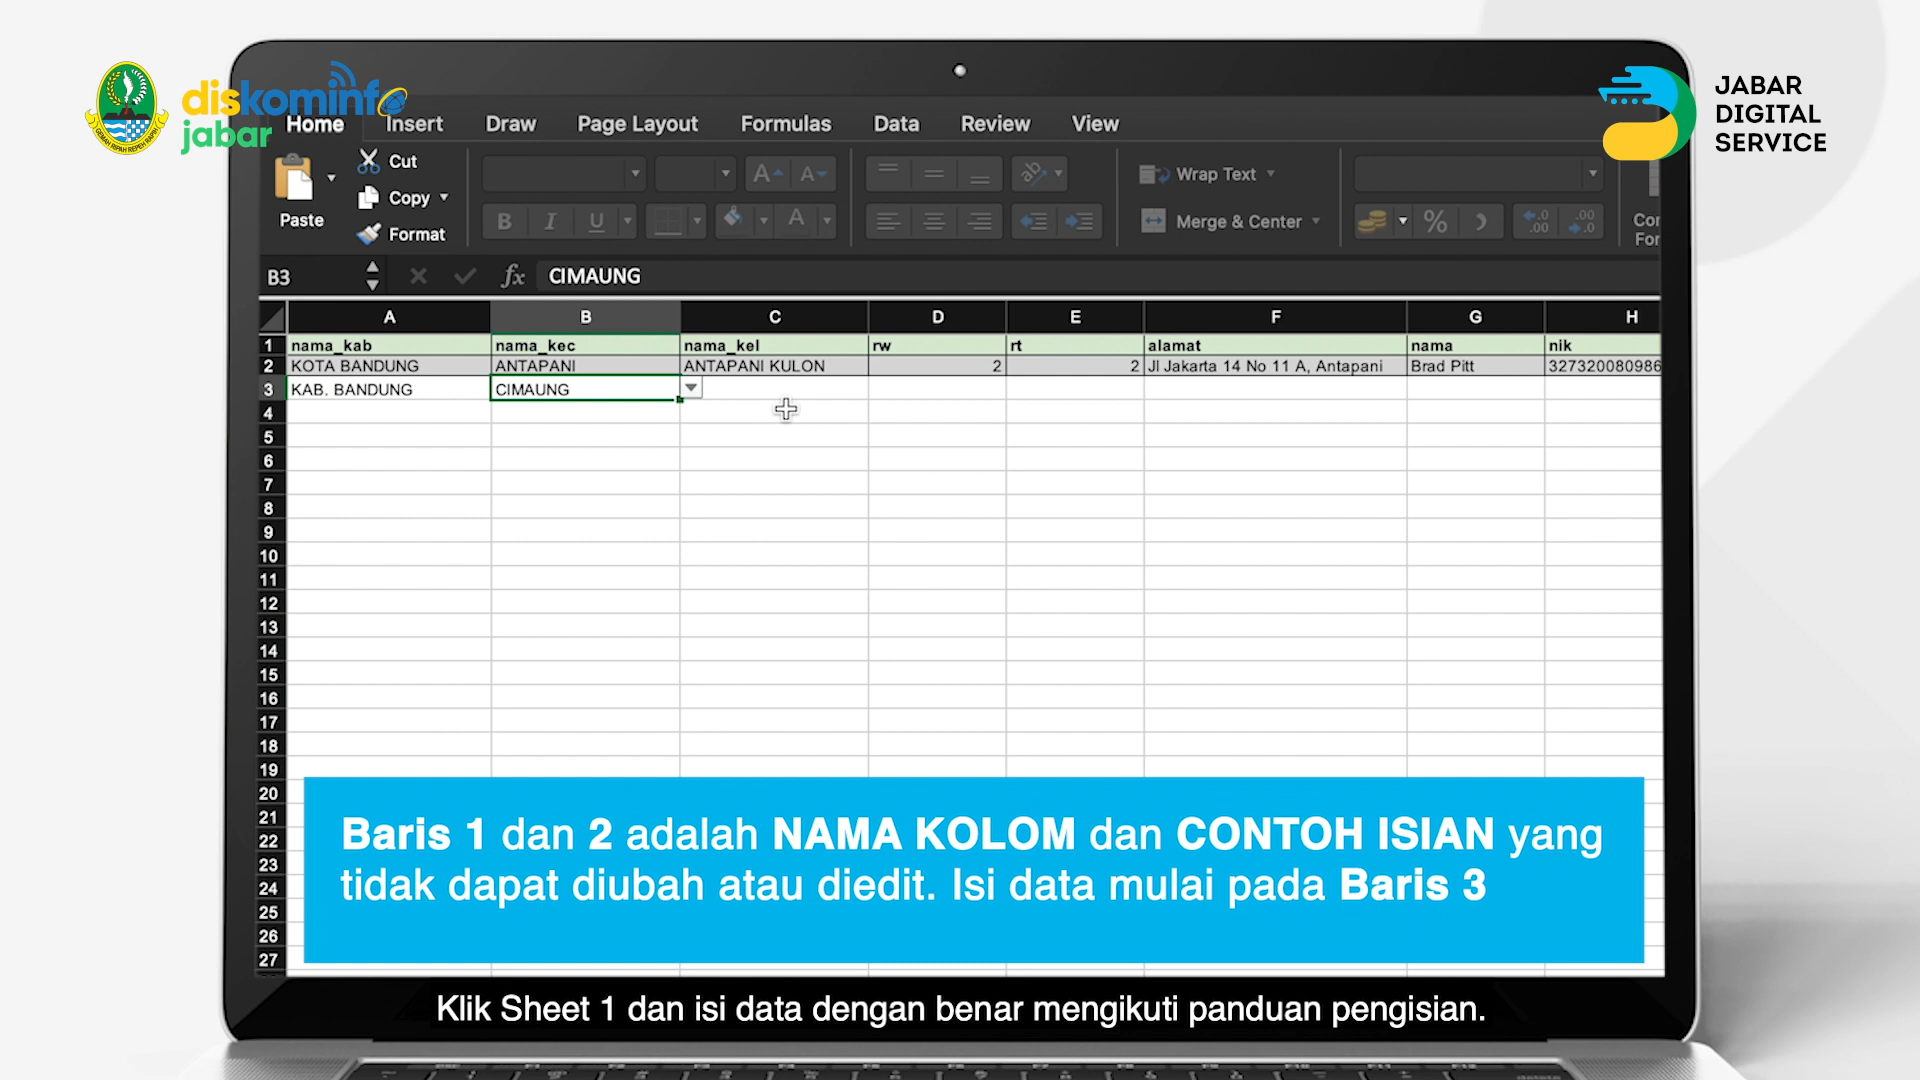 diskominfo
jabar
GEMAH RIPAH REPEH RAPIH
JABAR
DIGITAL
SERVICE
Home Insert Draw Page Layout Formulas Data Review View
Paste
Cut
Copy
Format
Wrap Text
Merge & Center
B3 fx CIMAUNG
A B C D E F G H
1 nama_kab nama_kec nama_kel rw rt alamat nama nik
2 KOTA BANDUNG ANTAPANI ANTAPANI KULON 2 2 Jl Jakarta 14 No 11 A, Antapani Brad Pitt 327320080986
3 KAB. BANDUNG CIMAUNG
4
5
6
7
8
9
10
11
12
13
14
15
16
17
18
19
20
21
22
23
24
25
26
27
Baris 1 dan 2 adalah NAMA KOLOM dan CONTOH ISIAN yang
tidak dapat diubah atau diedit. Isi data mulai pada Baris 3
Klik Sheet 1 dan isi data dengan benar mengikuti panduan pengisian.